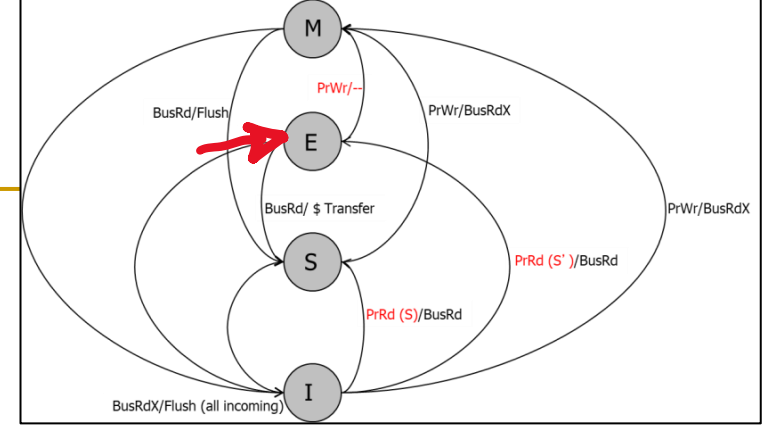 M
PrWr/--
BusRd/Flush
PrWr/BusRdX
E
BusRd/ $ Transfer
PrWr/BusRdX
S
PrRd (S' )/BusRd
PrRd (S)/BusRd
I
BusRdX/Flush (all incoming)